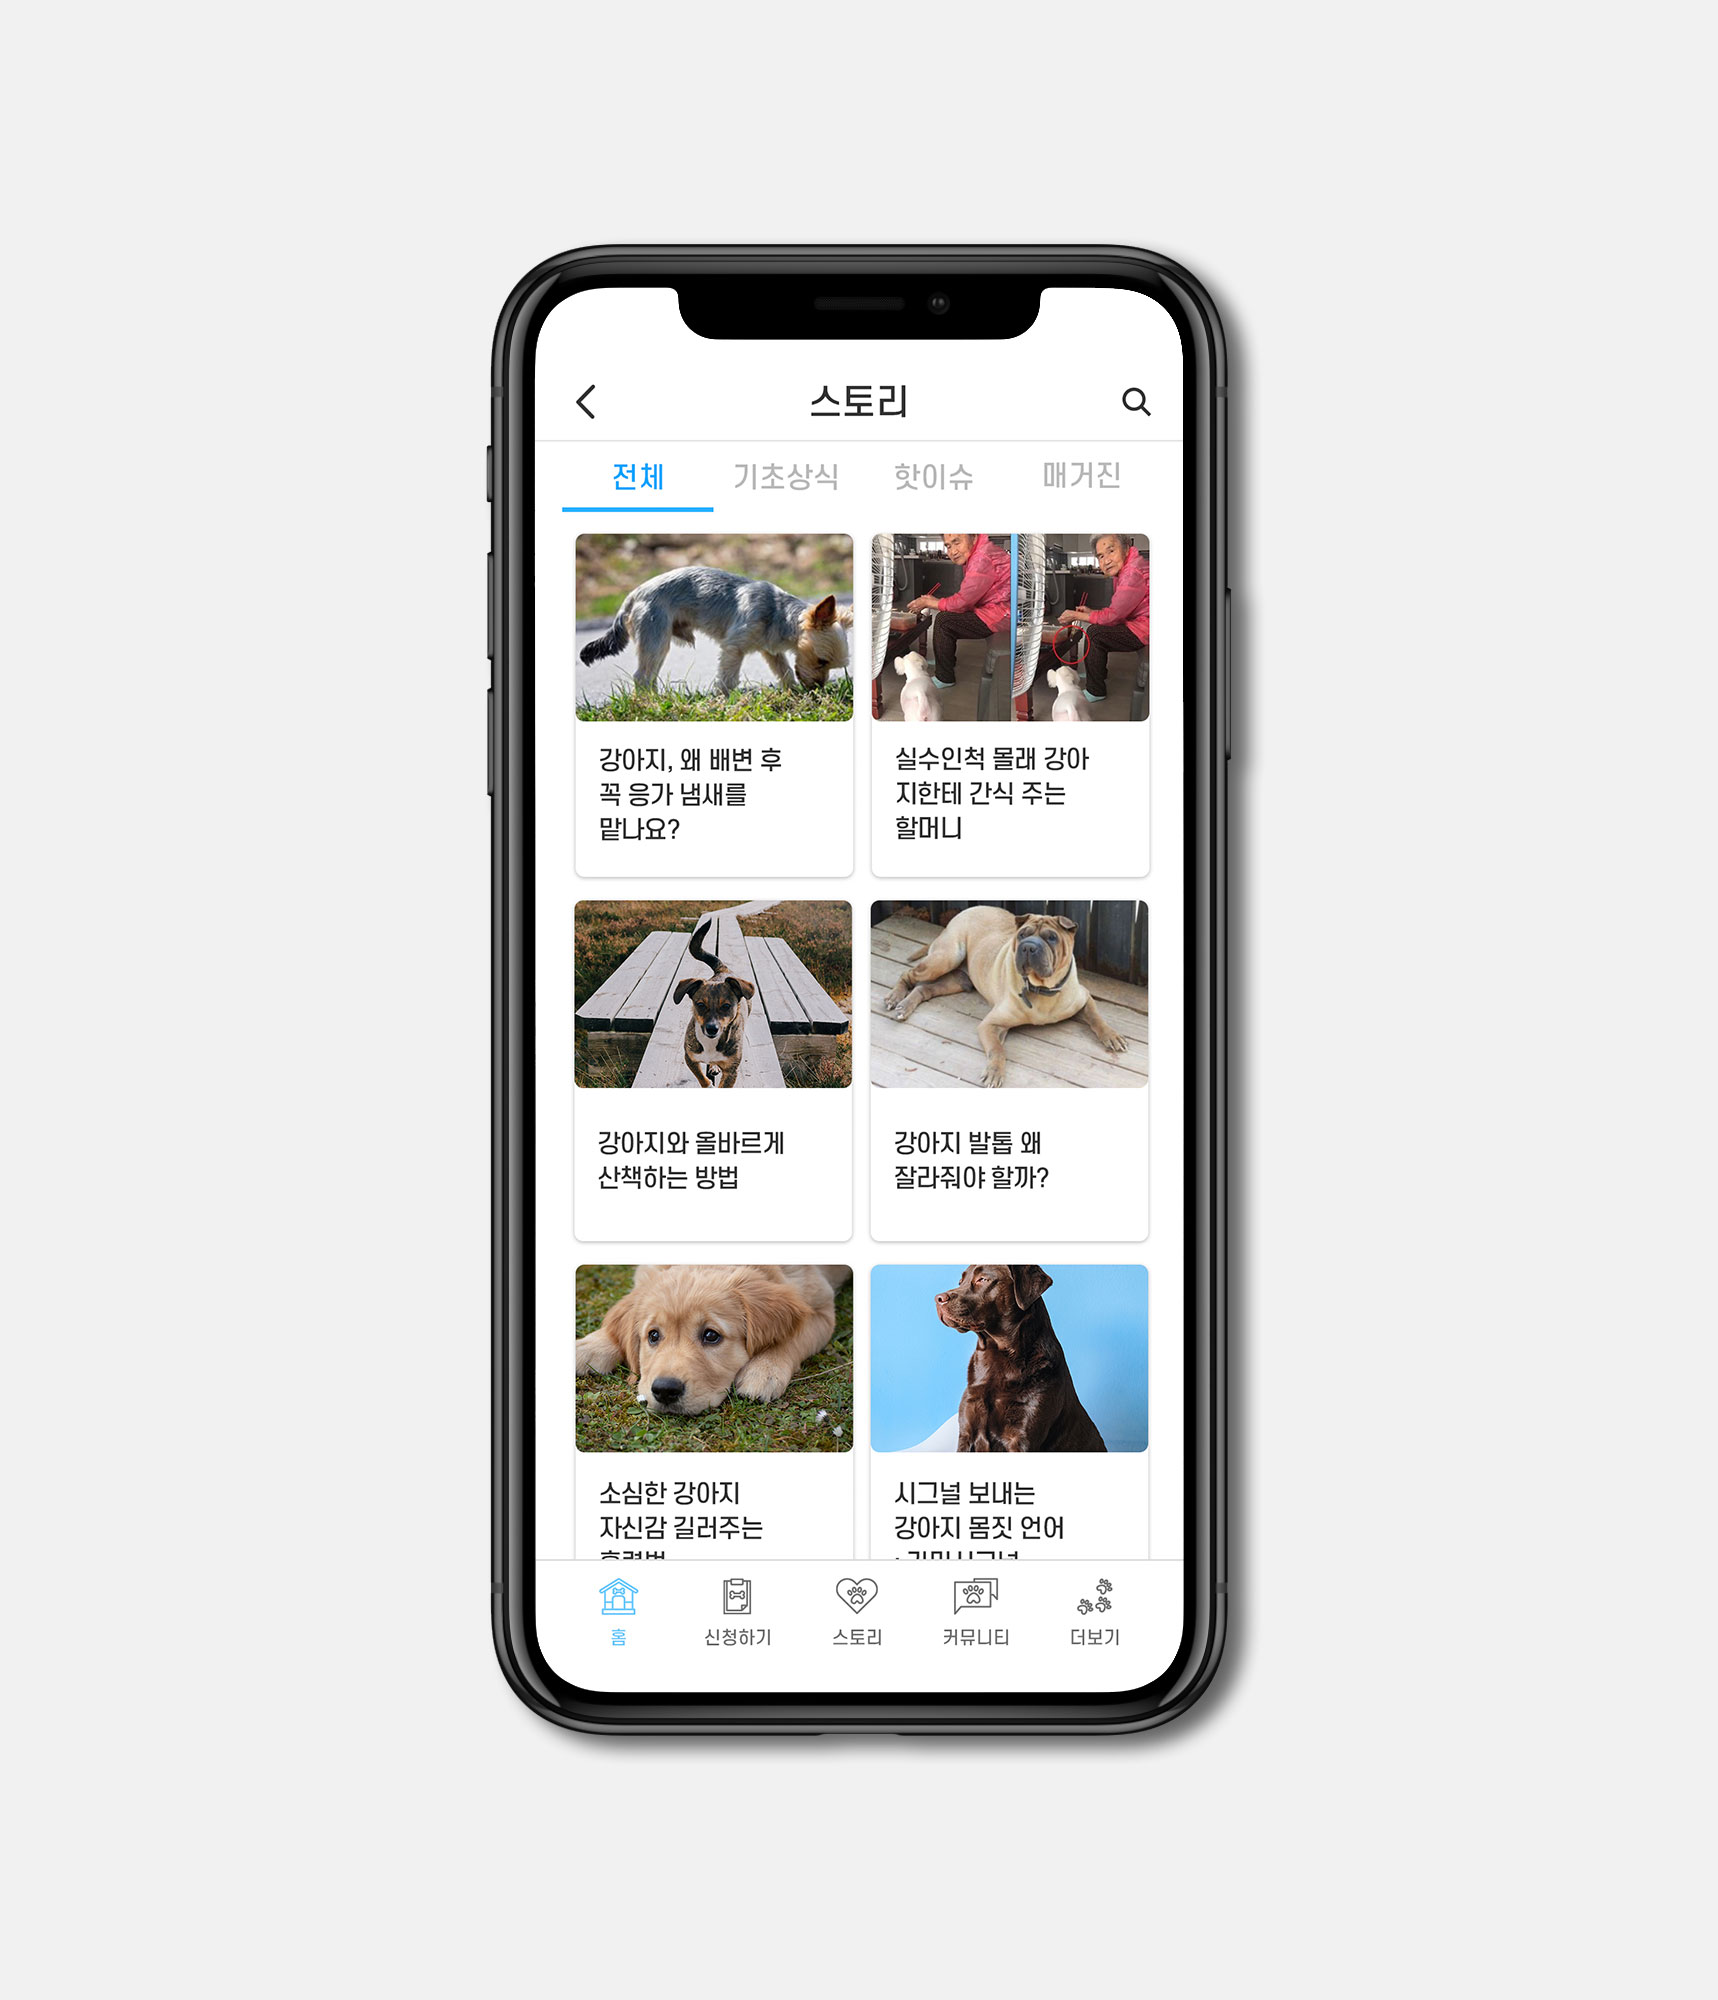 스토리
전체 기초상식 핫이슈 매거진
강아지, 왜 배변 후
꼭 응가 냄새를
맡나요?
실수인척 몰래 강아
지한테 간식 주는
할머니
강아지와 올바르게
산책하는 방법
강아지 발톱 왜
잘라줘야 할까?
소심한 강아지
자신감 길러주는
시그널 보내는
강아지 몸짓 언어
홈 신청하기 스토리 커뮤니티 더보기